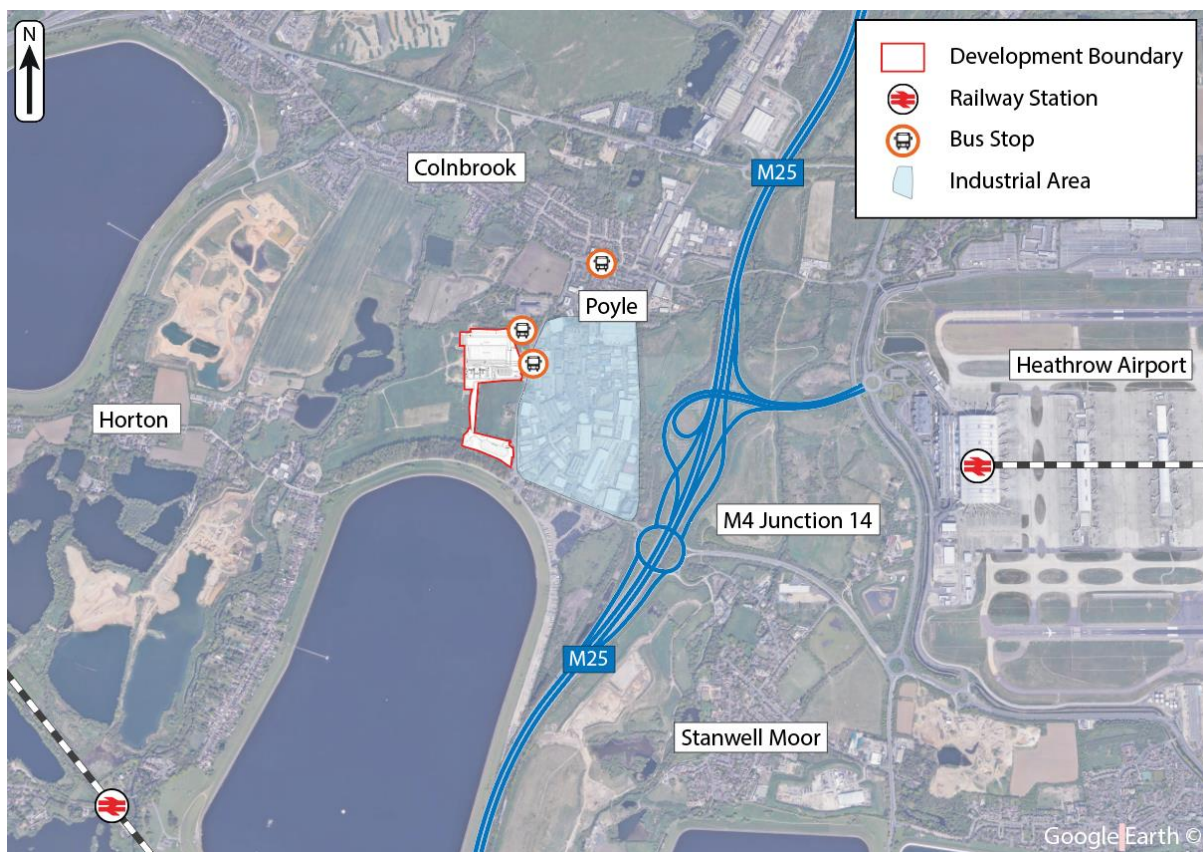 N
Development Boundary
Railway Station
Bus Stop
Industrial Area
M25
Colnbrook
Poyle
Heathrow Airport
Horton
M4 Junction 14
M25
Stanwell Moor
Google Earth ©